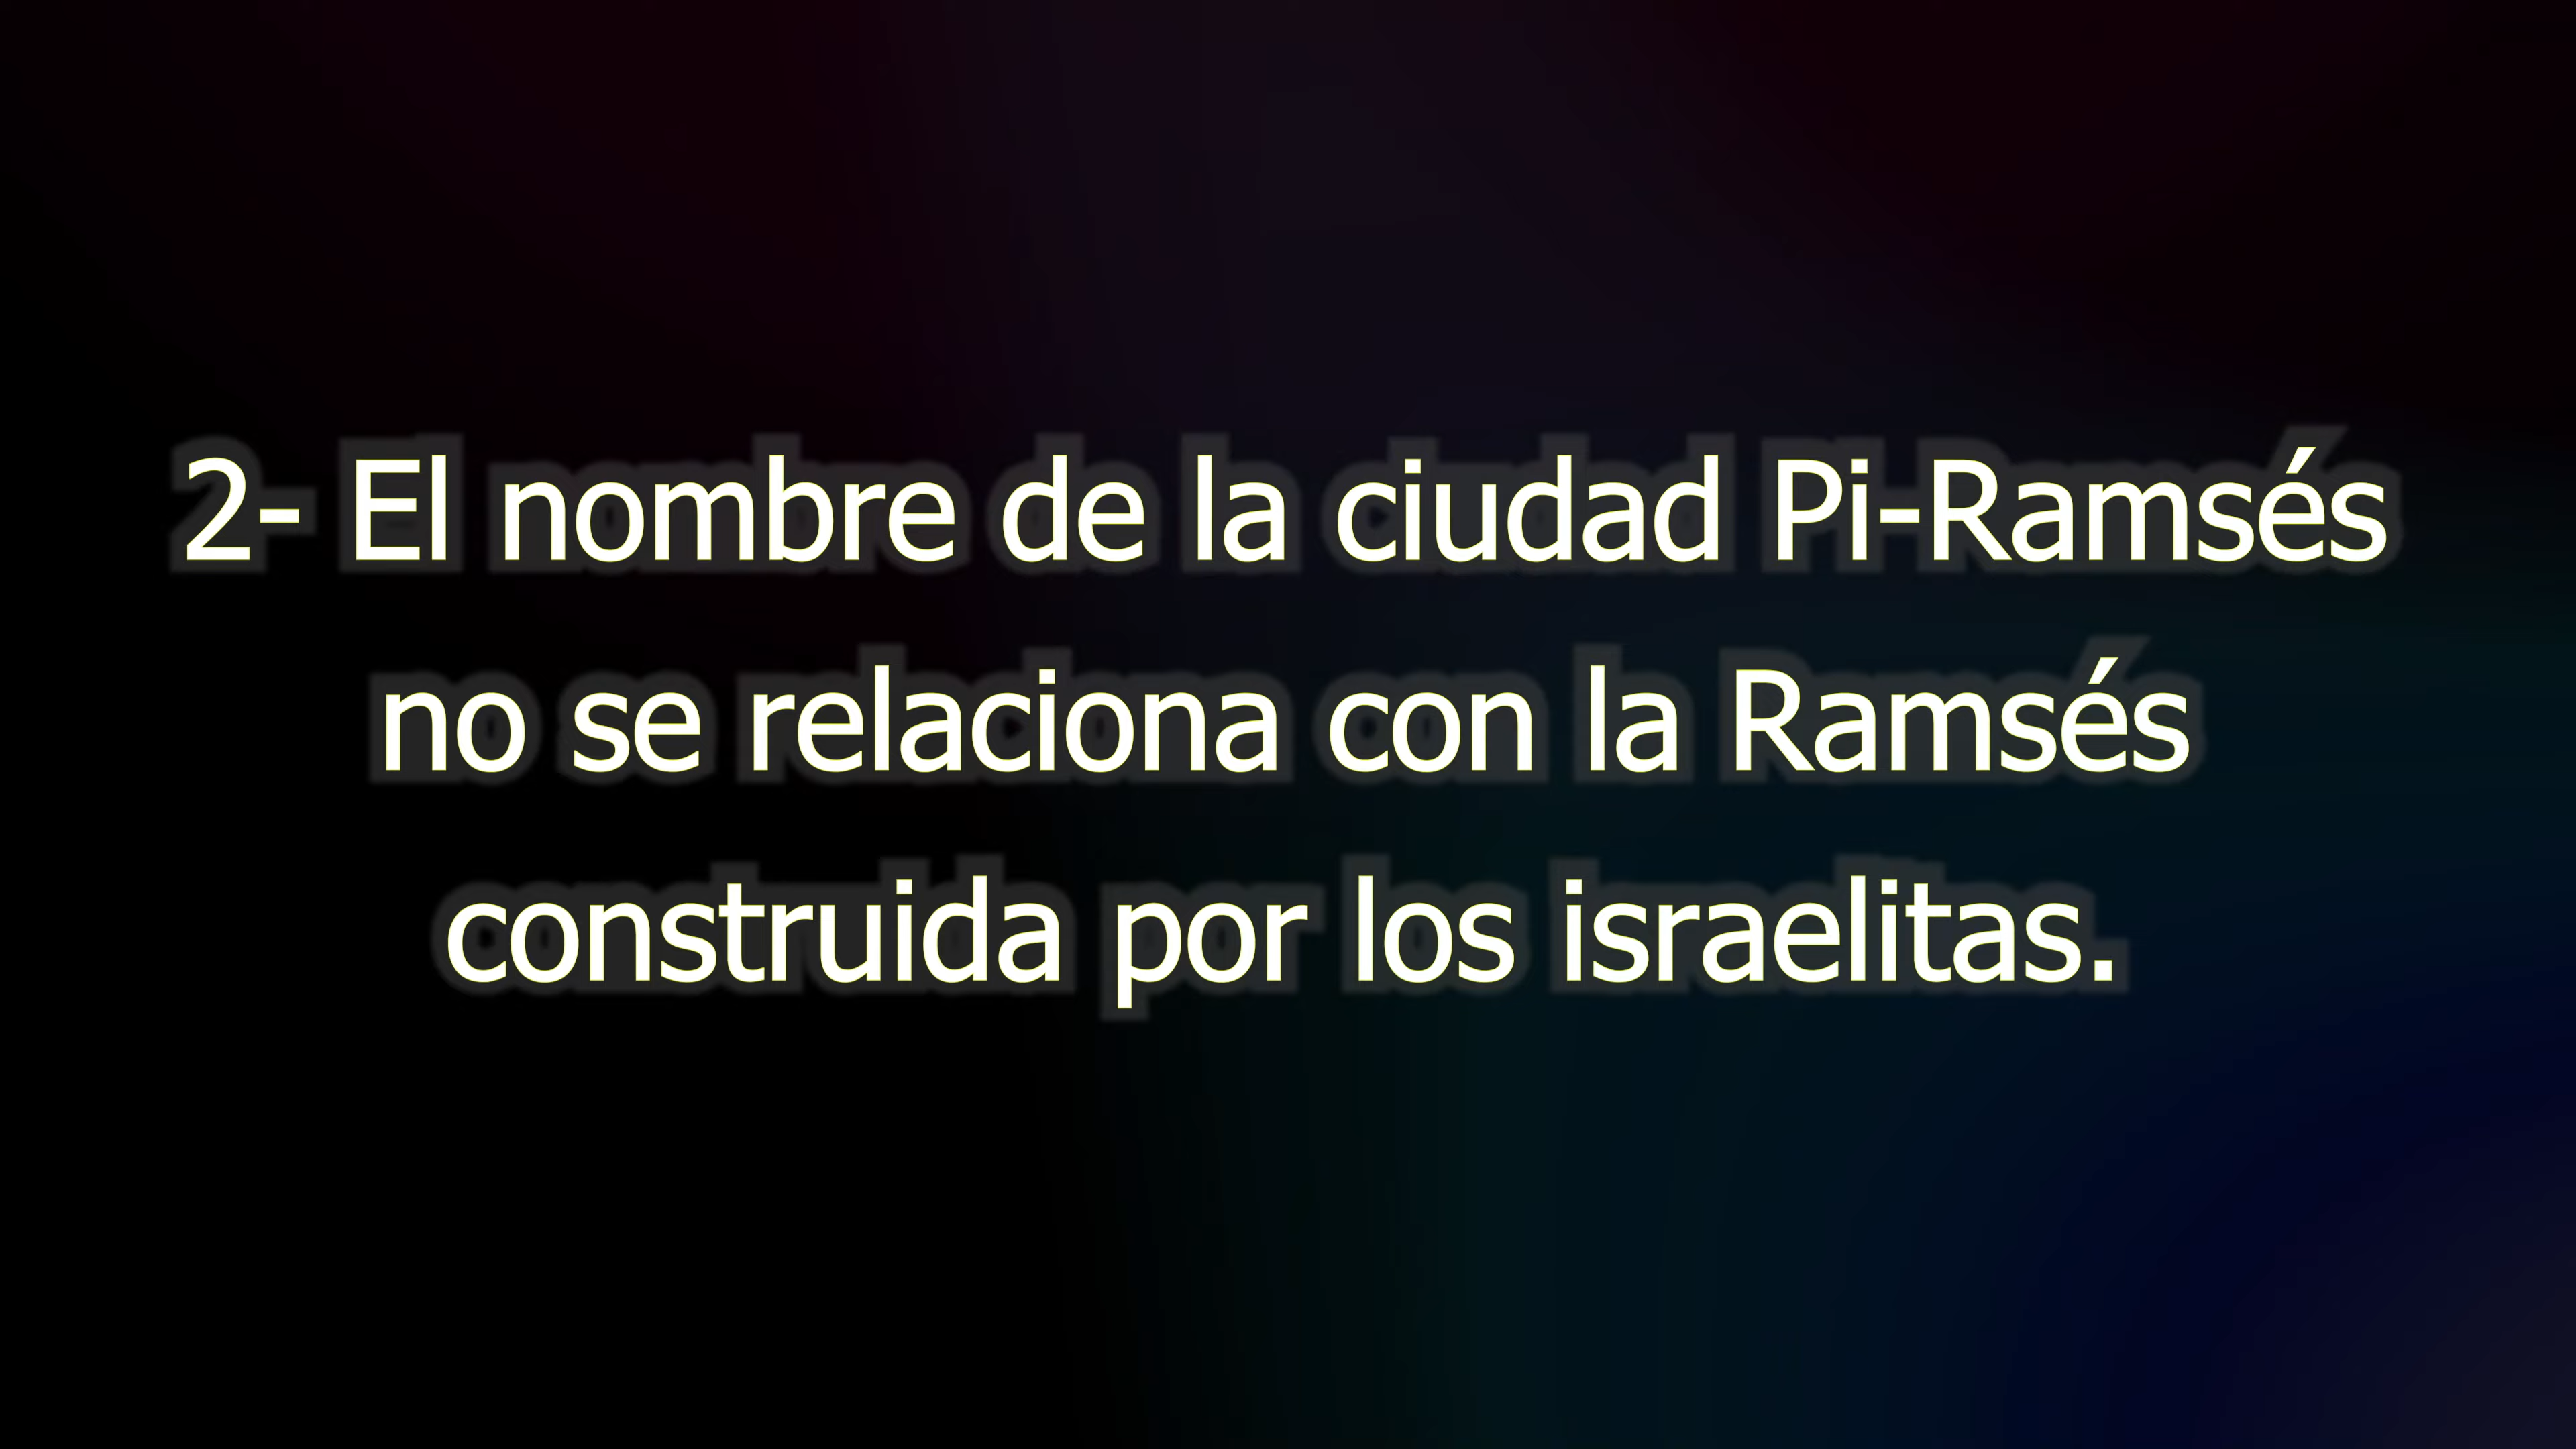 2- El nombre de la ciudad Pi-Ramsés
no se relaciona con la Ramsés
construida por los israelitas.